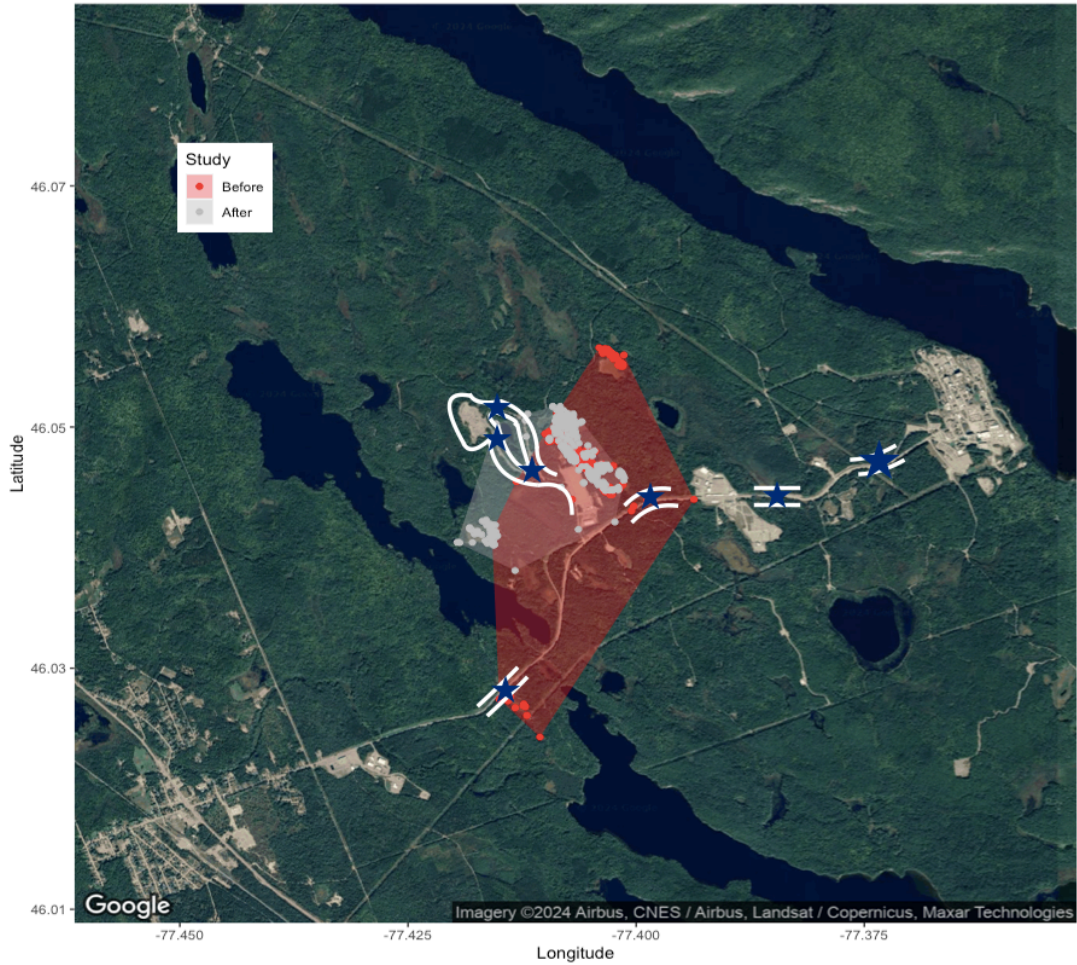 Study
Before
After
46.07
46.05
46.03
46.01
Latitude
-77.450
-77.425
-77.400
-77.375
Longitude
Google
Imagery ©2024 Airbus, CNES / Airbus, Landsat / Copernicus, Maxar Technologies